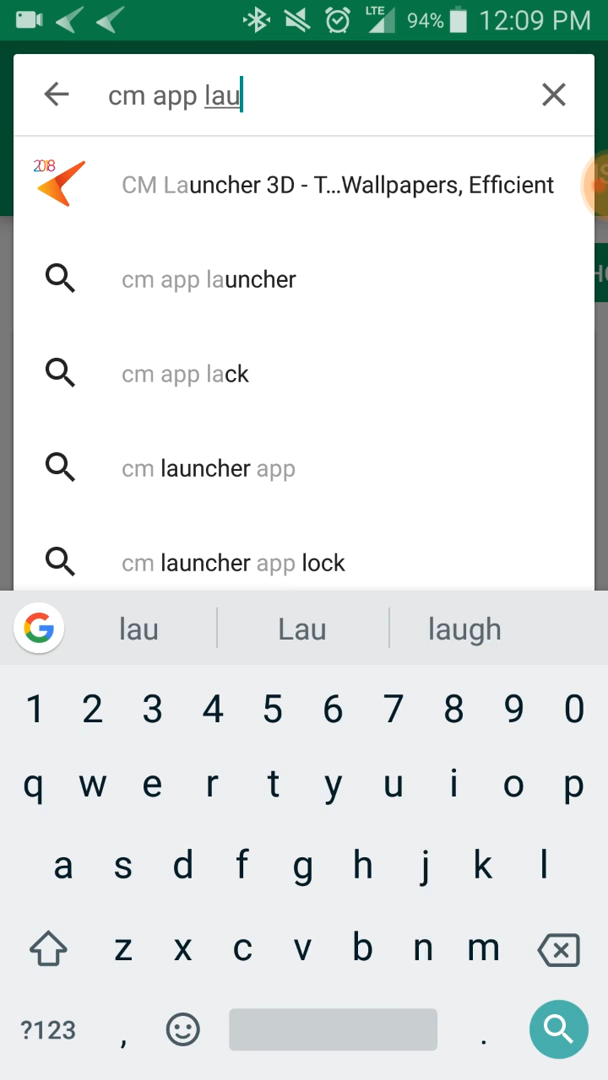 LTE 94% 12:09 PM
cm app lau
2018
CM Launcher 3D - T...Wallpapers, Efficient
cm app launcher
cm app lack
cm launcher app
cm launcher app lock
G lau Lau laugh
1 2 3 4 5 6 7 8 9 0
q w e r t y u i o p
a s d f g h j k l
z x c v b n m
?123 , .